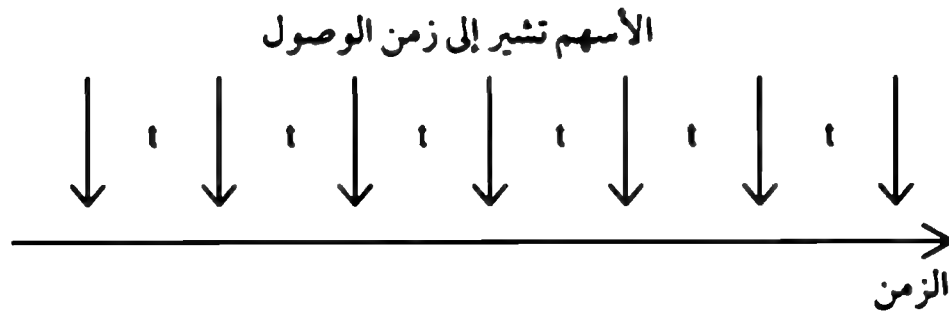 الأسهم تشير إلى زمن الوصول
t t t t t t
الزمن